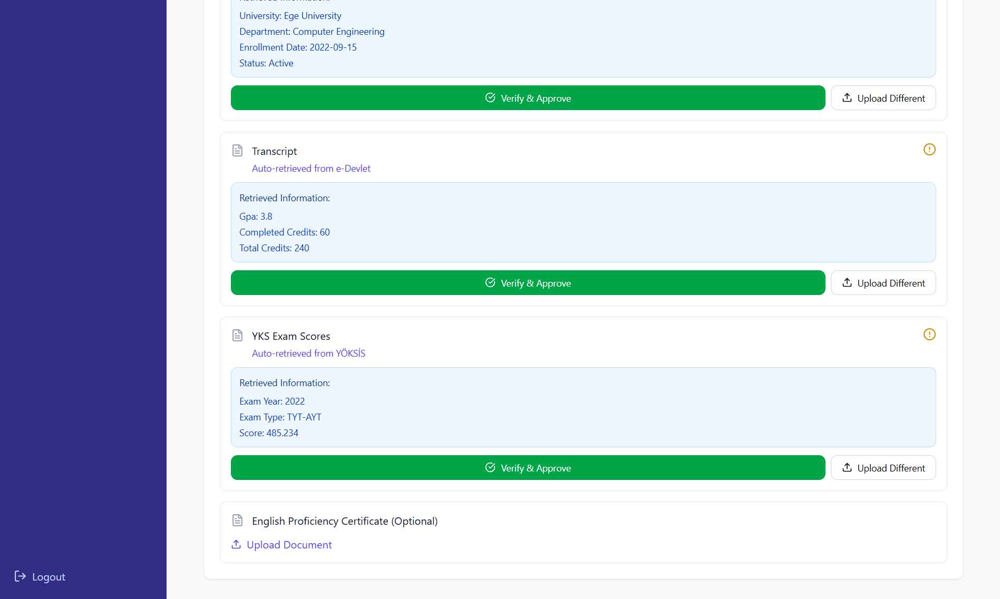 Retrieved Information:
University: Ege University
Department: Computer Engineering
Enrollment Date: 2022-09-15
Status: Active
Verify & Approve
Upload Different
Transcript
Auto-retrieved from e-Devlet
Retrieved Information:
Gpa: 3.8
Completed Credits: 60
Total Credits: 240
Verify & Approve
Upload Different
YKS Exam Scores
Auto-retrieved from YÖKSİS
Retrieved Information:
Exam Year: 2022
Exam Type: TYT-AYT
Score: 485.234
Verify & Approve
Upload Different
English Proficiency Certificate (Optional)
Upload Document
Logout